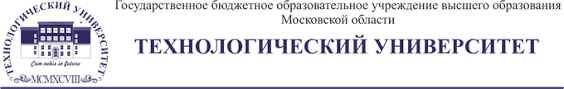 Государственное бюджетное образовательное учреждение высшего образования
Московской области
ТЕХНОЛОГИЧЕСКИЙ УНИВЕРСИТЕТ
ТЕХНОЛОГИЧЕСКИЙ УНИВЕРСИТЕТ
Cum nobis in futuro
MCMXCVIII